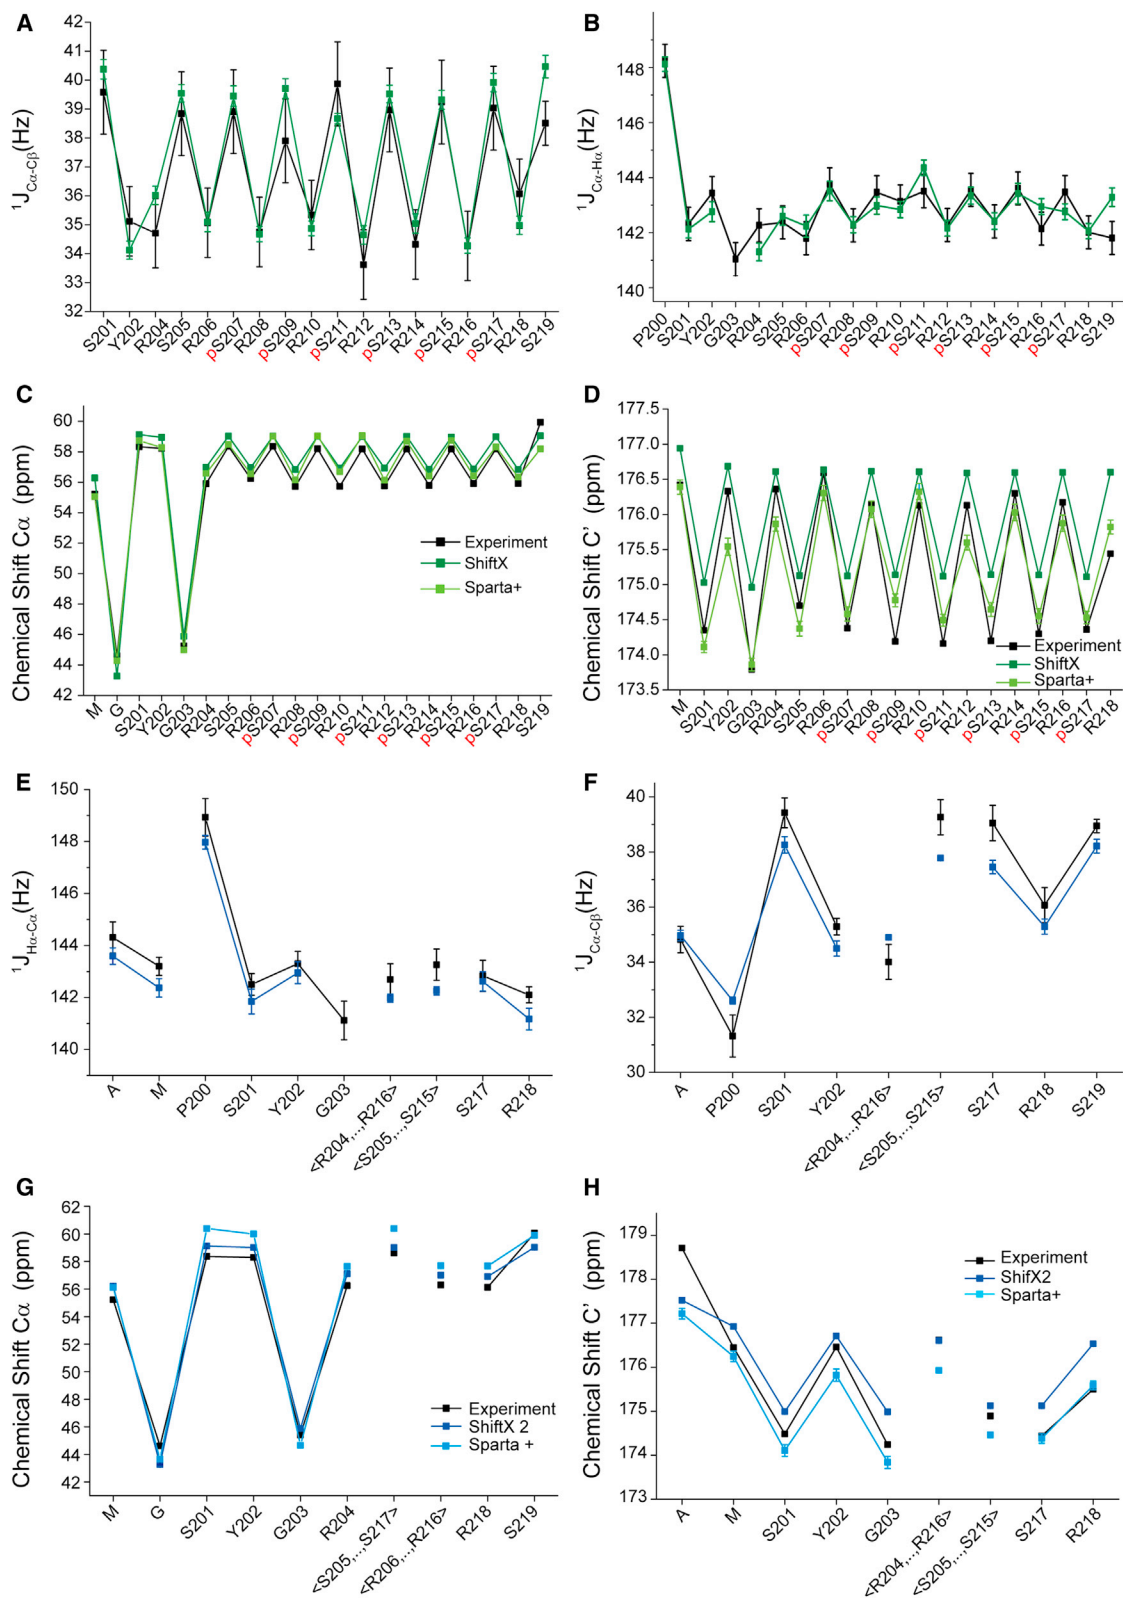 A
¹J Cα-Cβ (Hz)
42
41
40
39
38
37
36
35
34
33
32
S201
Y202
R204
S205
R206
pS207
R208
pS209
R210
pS211
R212
pS213
R214
pS215
R216
pS217
R218
S219
B
¹J Cα-Hα (Hz)
148
146
144
142
140
P200
S201
Y202
G203
R204
S205
R206
pS207
R208
pS209
R210
pS211
R212
pS213
R214
pS215
R216
pS217
R218
S219
C
Chemical Shift Cα (ppm)
60
58
56
54
52
50
48
46
44
42
Experiment
ShiftX
Sparta+
M
G
S201
Y202
G203
R204
S205
R206
pS207
R208
pS209
R210
pS211
R212
pS213
R214
pS215
R216
pS217
R218
S219
D
Chemical Shift C' (ppm)
177.5
177.0
176.5
176.0
175.5
175.0
174.5
174.0
173.5
Experiment
ShiftX
Sparta+
M
S201
Y202
G203
R204
S205
R206
pS207
R208
pS209
R210
pS211
R212
pS213
R214
pS215
R216
pS217
R218
E
¹J Hα-Cα (Hz)
150
148
146
144
142
140
A
M
P200
S201
Y202
G203
<R204,..,R216>
<S205,..,S215>
S217
R218
F
¹J Cα-Cβ (Hz)
40
38
36
34
32
30
A
P200
S201
Y202
<R204,..,R216>
<S205,..,S215>
S217
R218
S219
G
Chemical Shift Cα (ppm)
62
60
58
56
54
52
50
48
46
44
42
Experiment
ShiftX 2
Sparta +
M
G
S201
Y202
G203
R204
<S205,..,S217>
<R206,..,R216>
R218
S219
H
Chemical Shift C' (ppm)
179
178
177
176
175
174
173
Experiment
ShifX2
Sparta+
A
M
S201
Y202
G203
<R204,..,R216>
<S205,..,S215>
S217
R218